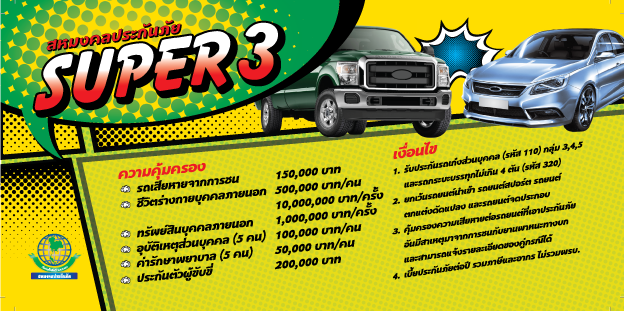 สหมงคลประกันภัย
SUPER 3
ความคุ้มครอง
รถเสียหายจากการชน 150,000 บาท
ชีวิตร่างกายบุคคลภายนอก 500,000 บาท/คน
10,000,000 บาท/ครั้ง
ทรัพย์สินบุคคลภายนอก 1,000,000 บาท/ครั้ง
อุบัติเหตุส่วนบุคคล (5 คน) 100,000 บาท/คน
ค่ารักษาพยาบาล (5 คน) 50,000 บาท/คน
ประกันตัวผู้ขับขี่ 200,000 บาท
เงื่อนไข
1. รับประกันรถเก๋งส่วนบุคคล (รหัส 110) กลุ่ม 3,4,5
และรถกระบะบรรทุกไม่เกิน 4 ตัน (รหัส 320)
2. ยกเว้นรถยนต์นำเข้า รถยนต์สปอร์ต รถยนต์
ตกแต่งดัดแปลง และรถยนต์จดประกอบ
3. คุ้มครองความเสียหายต่อรถยนต์ที่เอาประกันภัย
อันมีสาเหตุมาจากการชนกับยานพาหนะทางบก
และสามารถแจ้งรายละเอียดของคู่กรณีได้
4. เบี้ยประกันภัยต่อปี รวมภาษีและอากร ไม่รวมพรบ.
สหมงคลประกันภัย